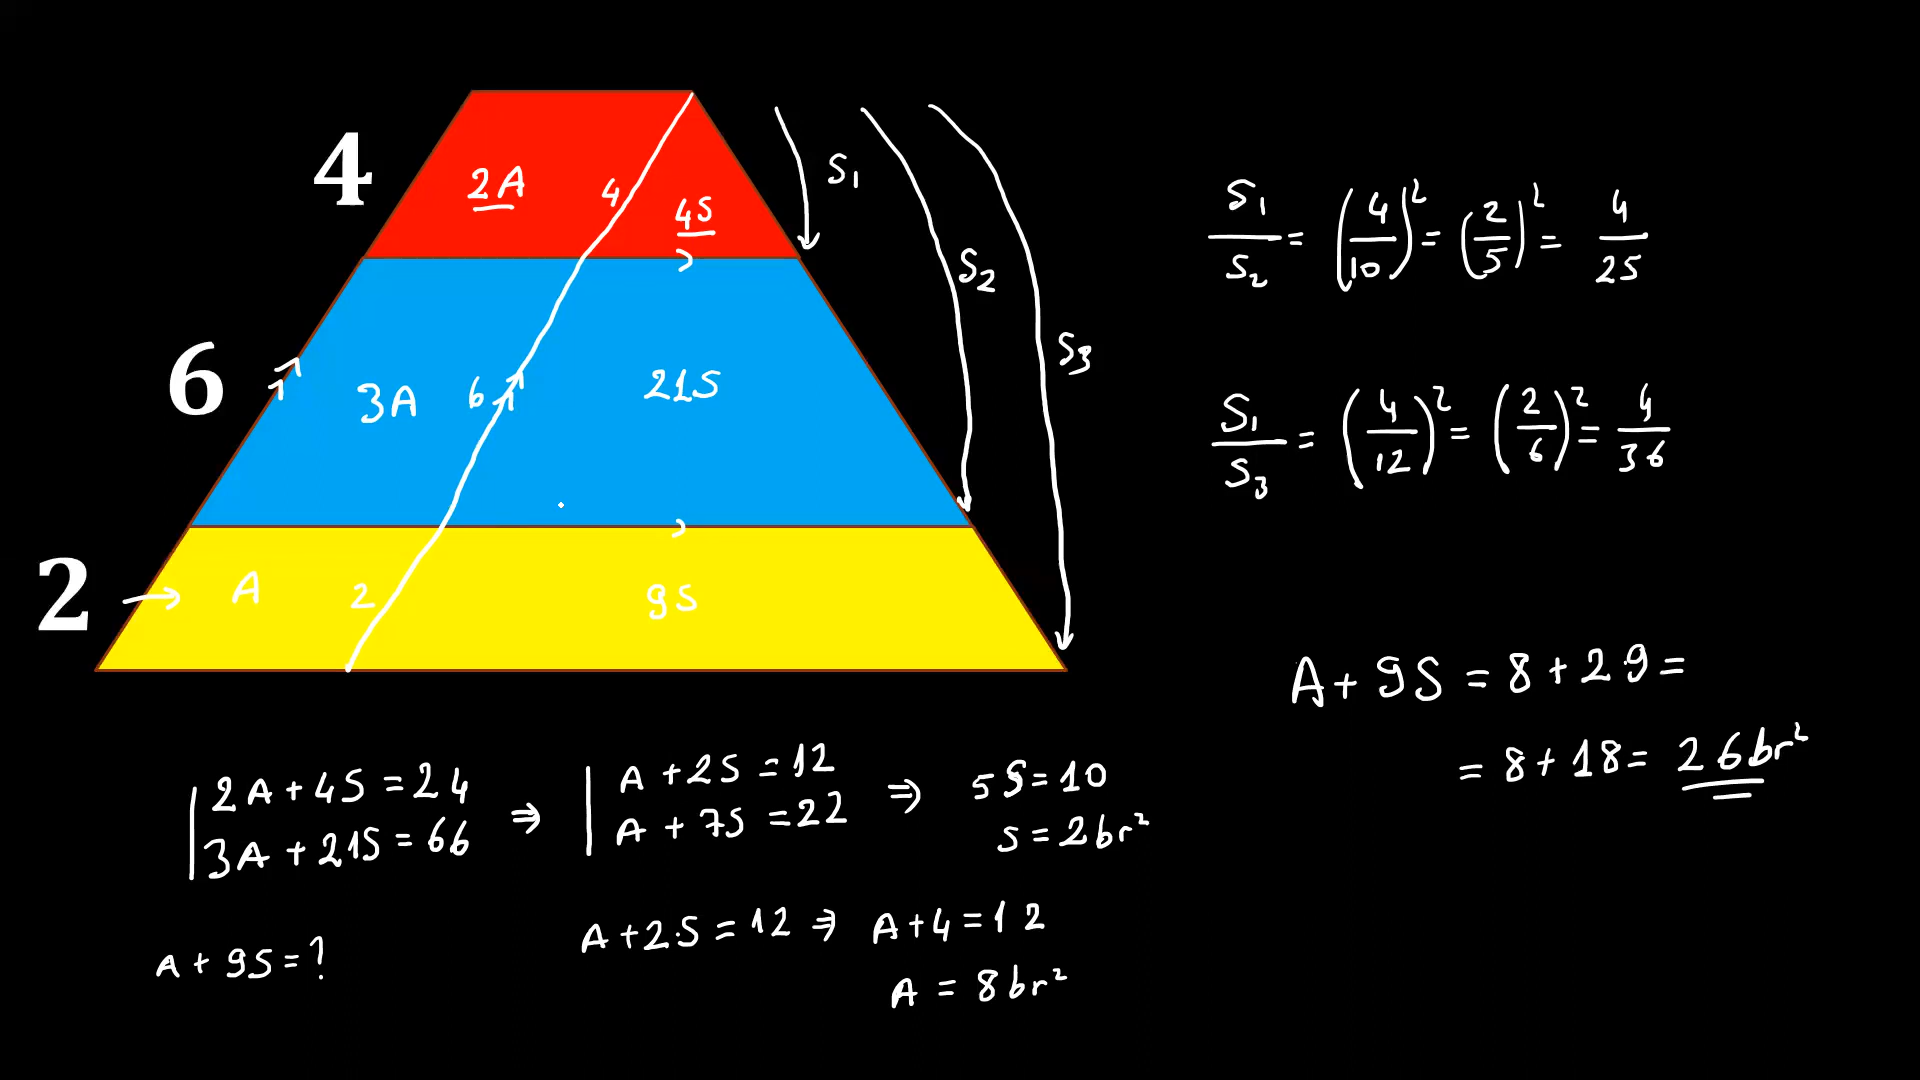 4
2A
4
4S
S₁
S₂
S₃
6
3A
6
21S
2
A
2
9S
S₁/S₂ = (4/10)² = (2/5)² = 4/25
S₁/S₃ = (4/12)² = (2/6)² = 4/36
A + 9S = 8 + 2·9 =
= 8 + 18 = 26br²
2A + 4S = 24
3A + 21S = 66
⇒
A + 2S = 12
A + 7S = 22
⇒
5S = 10
S = 2br²
A + 9S = ?
A + 2·S = 12 ⇒ A + 4 = 12
A = 8br²